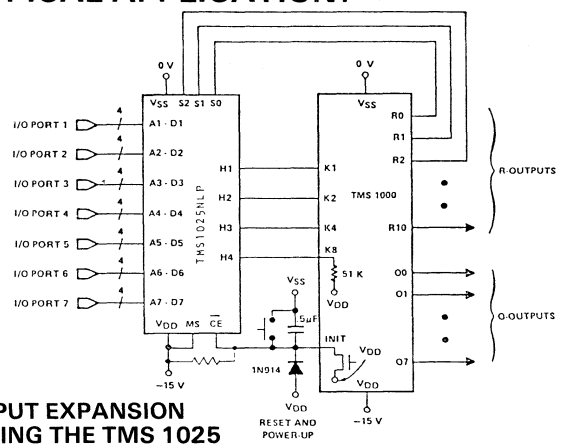 PICAL APPLICATION:
0 V
0 V
VSS S2 S1 S0
VSS
I/O PORT 1 4 A1 - D1
I/O PORT 2 4 A2 - D2
I/O PORT 3 4 A3 - D3
I/O PORT 4 4 A4 - D4
I/O PORT 5 4 A5 - D5
I/O PORT 6 4 A6 - D6
I/O PORT 7 4 A7 - D7
TMS1025NLP
H1
H2
H3
H4
VDD MS CE
-15 V
K1
K2
K4
K8
TMS 1000
51 K
VDD
INIT
VDD
R0
R1
R2
R10
R-OUTPUTS
O0
O1
O7
O-OUTPUTS
VSS
.5µF
1N914
VDD
RESET AND
POWER-UP
VDD
-15 V
PUT EXPANSION
ING THE TMS 1025